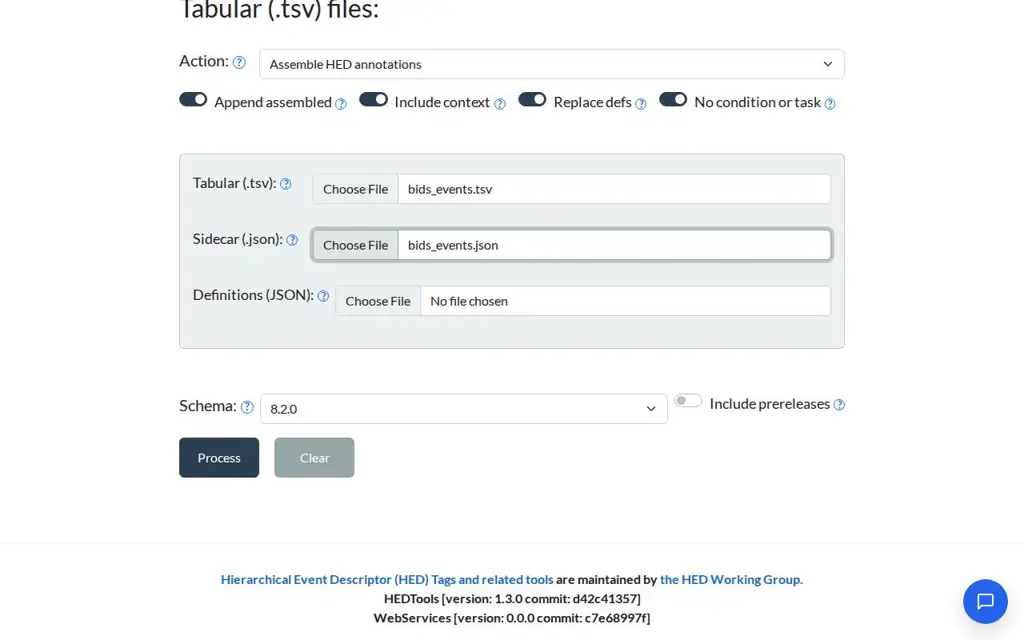 Tabular (.tsv) files:
Action: Assemble HED annotations
Append assembled Include context Replace defs No condition or task
Tabular (.tsv): Choose File bids_events.tsv
Sidecar (.json): Choose File bids_events.json
Definitions (JSON): Choose File No file chosen
Schema: 8.2.0 Include prereleases
Process Clear
Hierarchical Event Descriptor (HED) Tags and related tools are maintained by the HED Working Group.
HEDTools [version: 1.3.0 commit: d42c41357]
WebServices [version: 0.0.0 commit: c7e68997f]